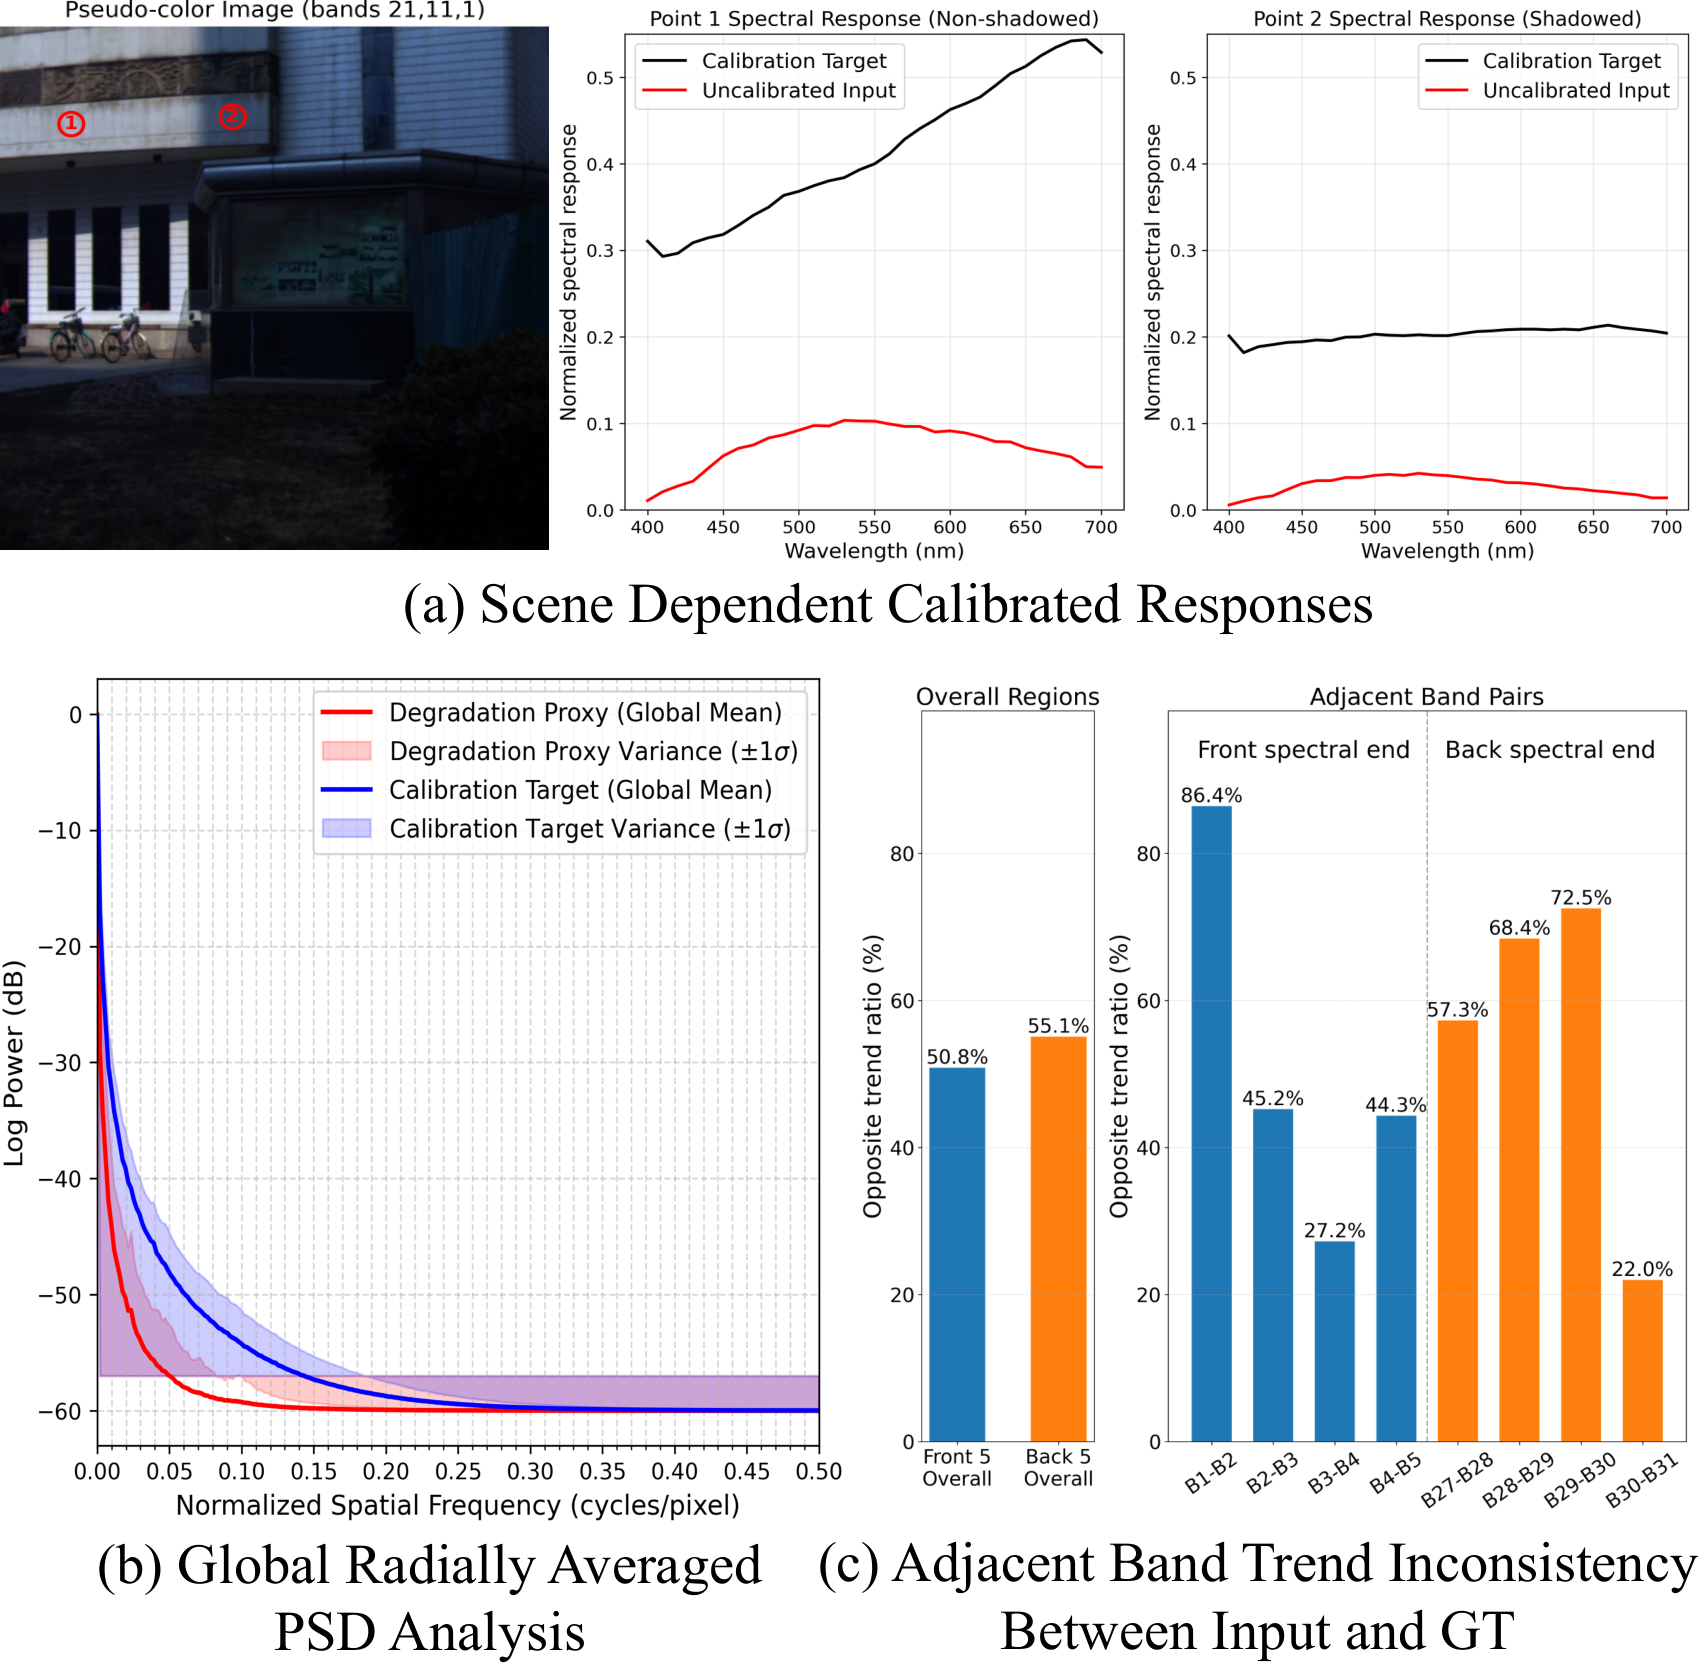 Pseudo-color Image (bands 21,11,1)
①
②
Point 1 Spectral Response (Non-shadowed)
Calibration Target
Uncalibrated Input
Normalized spectral response
0.5
0.4
0.3
0.2
0.1
0.0
400 450 500 550 600 650 700
Wavelength (nm)
Point 2 Spectral Response (Shadowed)
Calibration Target
Uncalibrated Input
Normalized spectral response
0.5
0.4
0.3
0.2
0.1
0.0
400 450 500 550 600 650 700
Wavelength (nm)
(a) Scene Dependent Calibrated Responses
Degradation Proxy (Global Mean)
Degradation Proxy Variance (±1σ)
Calibration Target (Global Mean)
Calibration Target Variance (±1σ)
Log Power (dB)
0
−10
−20
−30
−40
−50
−60
0.00 0.05 0.10 0.15 0.20 0.25 0.30 0.35 0.40 0.45 0.50
Normalized Spatial Frequency (cycles/pixel)
(b) Global Radially Averaged
PSD Analysis
Overall Regions
Opposite trend ratio (%)
80
60
40
20
0
50.8%
55.1%
Front 5
Overall
Back 5
Overall
Adjacent Band Pairs
Front spectral end
Back spectral end
Opposite trend ratio (%)
80
60
40
20
0
86.4%
45.2%
27.2%
44.3%
57.3%
68.4%
72.5%
22.0%
B1-B2
B2-B3
B3-B4
B4-B5
B27-B28
B28-B29
B29-B30
B30-B31
(c) Adjacent Band Trend Inconsistency
Between Input and GT